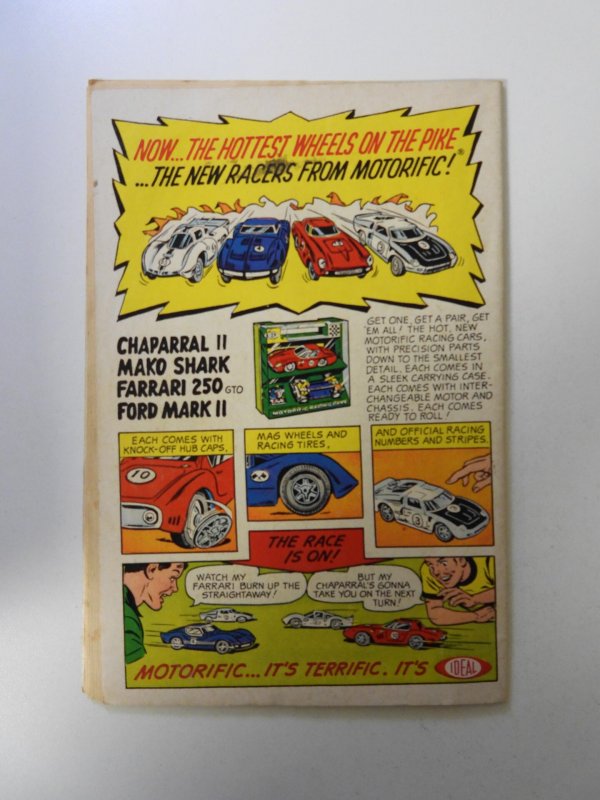 NOW... THE HOTTEST WHEELS ON THE PIKE
...THE NEW RACERS FROM MOTORIFIC!®
CHAPARRAL II
MAKO SHARK
FARRARI 250 GTO
FORD MARK II
GET ONE, GET A PAIR, GET
'EM ALL! THE HOT, NEW
MOTORIFIC RACING CARS,
WITH PRECISION PARTS
DOWN TO THE SMALLEST
DETAIL. EACH COMES IN
A SLEEK CARRYING CASE.
EACH COMES WITH INTER-
CHANGEABLE MOTOR AND
CHASSIS. EACH COMES
READY TO ROLL!
EACH COMES WITH
KNOCK-OFF HUB CAPS,
10
MAG WHEELS AND
RACING TIRES,
AND OFFICIAL RACING
NUMBERS AND STRIPES.
THE RACE
IS ON!
WATCH MY
FARRARI BURN UP THE
STRAIGHTAWAY!
BUT MY
CHAPARRAL'S GONNA
TAKE YOU ON THE NEXT
TURN!
MOTORIFIC... IT'S TERRIFIC. IT'S IDEAL